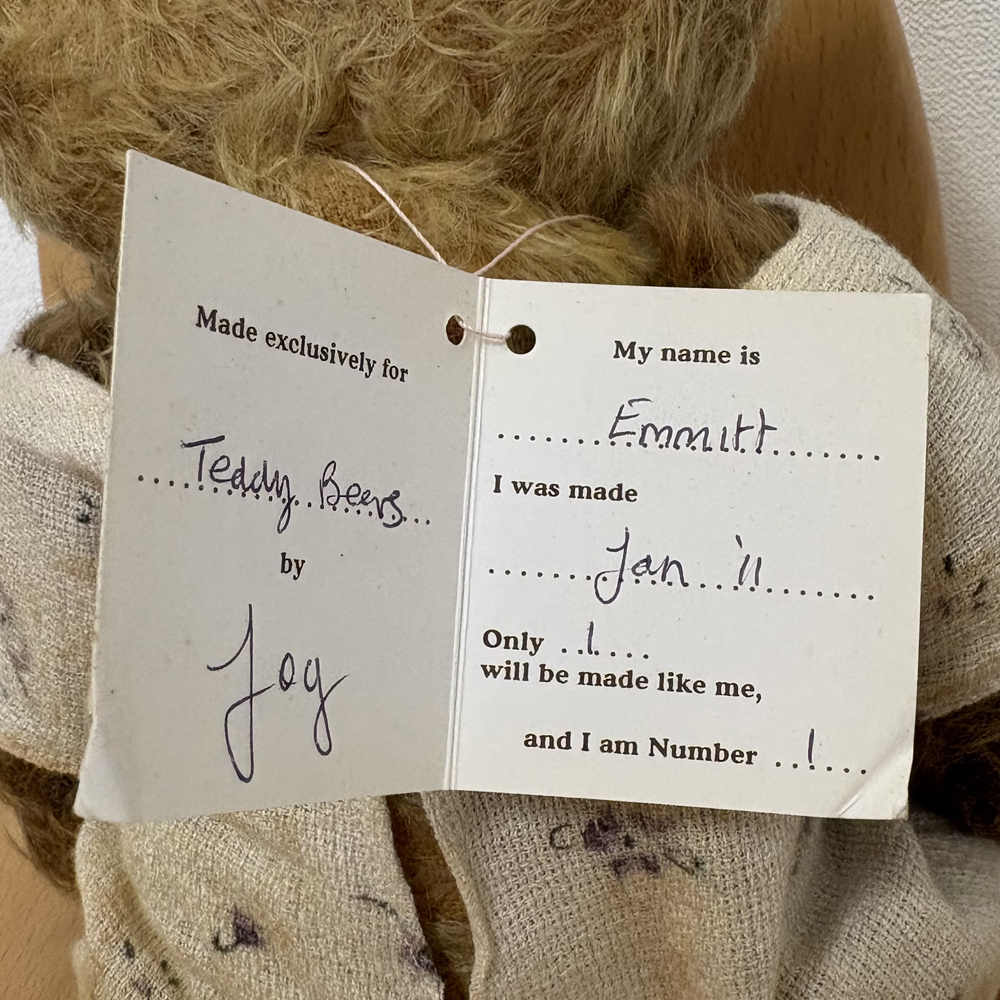 Made exclusively for
Teddy Bears
by
Joy
My name is
Emmitt
I was made
Jan '11
Only ..1....
will be made like me,
and I am Number ..1...